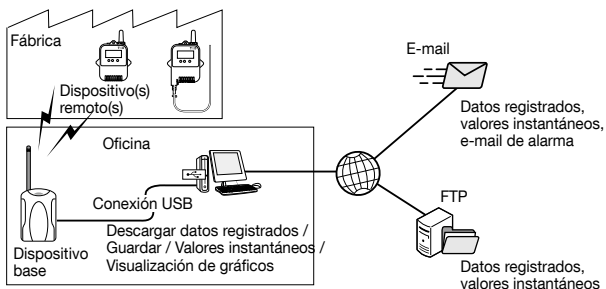 Fábrica
Dispositivo(s)
remoto(s)
Oficina
Conexión USB
Descargar datos registrados /
Guardar / Valores instantáneos /
Visualización de gráficos
Dispositivo
base
E-mail
Datos registrados,
valores instantáneos,
e-mail de alarma
FTP
Datos registrados,
valores instantáneos